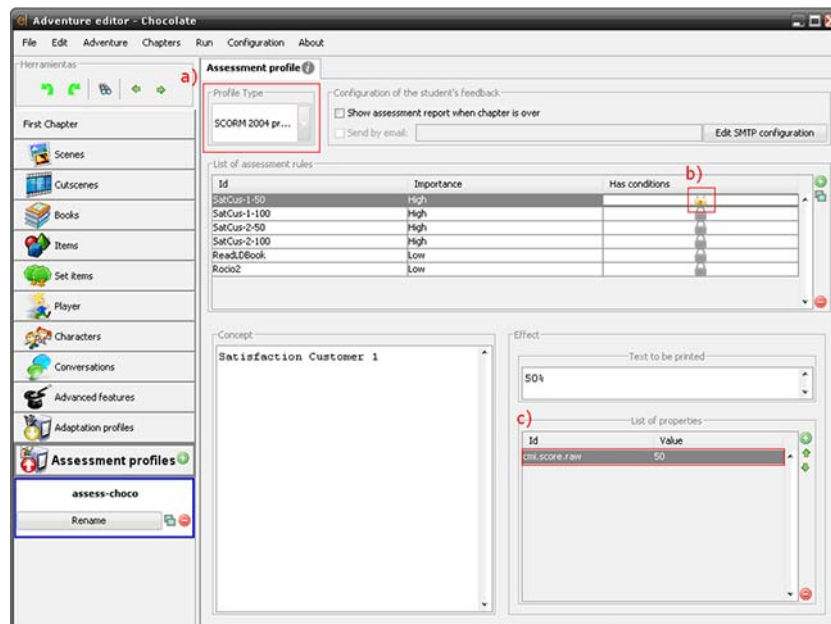 Adventure editor - Chocolate
File Edit Adventure Chapters Run Configuration About
Herramientas
a)
First Chapter
Scenes
Cutscenes
Books
Items
Set items
Player
Characters
Conversations
Advanced features
Adaptation profiles
Assessment profiles
assess-choco
Rename
Assessment profile
Profile Type
SCORM 2004 pr...
Configuration of the student's feedback
Show assessment report when chapter is over
Send by email:
Edit SMTP configuration
List of assessment rules
b)
Id Importance Has conditions
SatCus-1-50 High
SatCus-1-100 High
SatCus-2-50 High
SatCus-2-100 High
ReadLDBook Low
Rocio2 Low
Concept
Satisfaction Customer 1
Effect
Text to be printed
50%
c)
List of properties
Id Value
cmi.score.raw 50